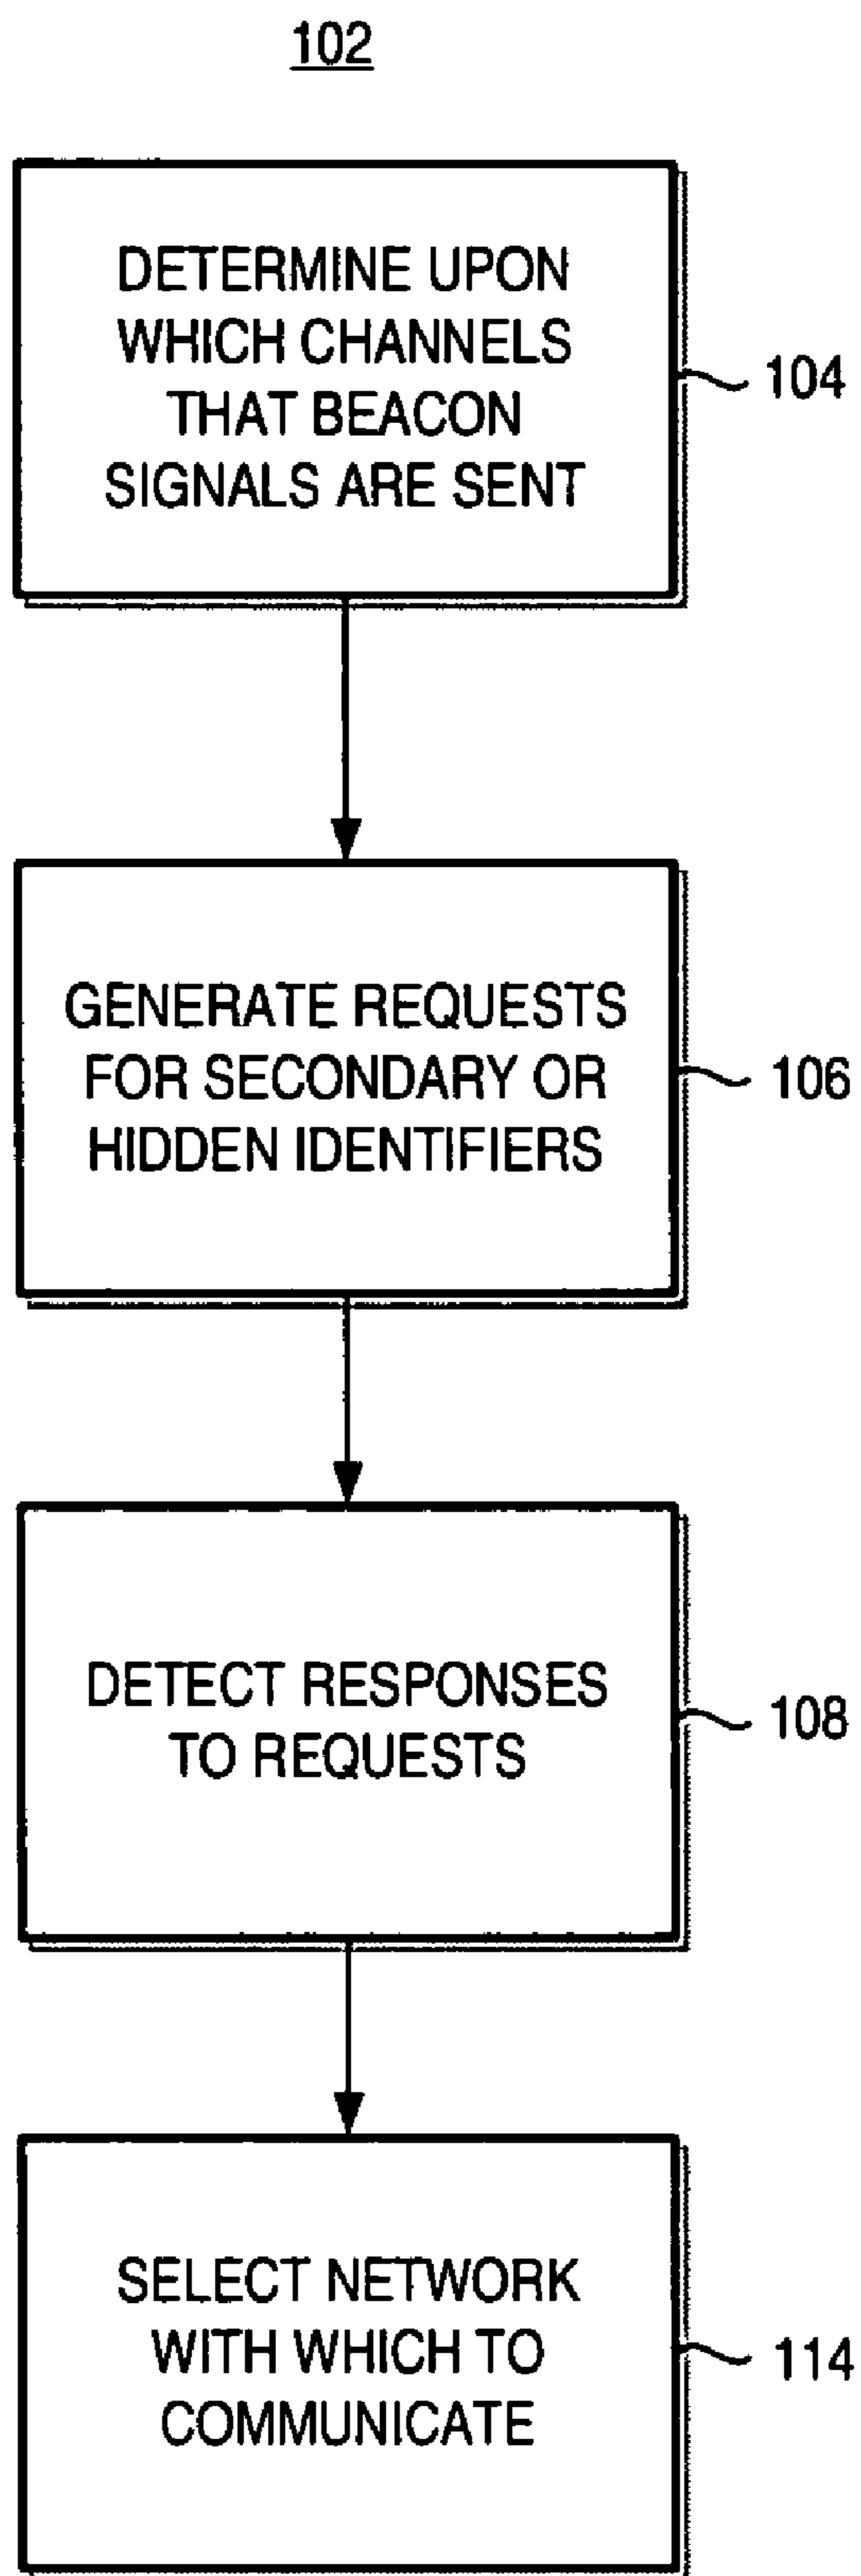 102
DETERMINE UPON
WHICH CHANNELS
THAT BEACON
SIGNALS ARE SENT
104
GENERATE REQUESTS
FOR SECONDARY OR
HIDDEN IDENTIFIERS
106
DETECT RESPONSES
TO REQUESTS
108
SELECT NETWORK
WITH WHICH TO
COMMUNICATE
114